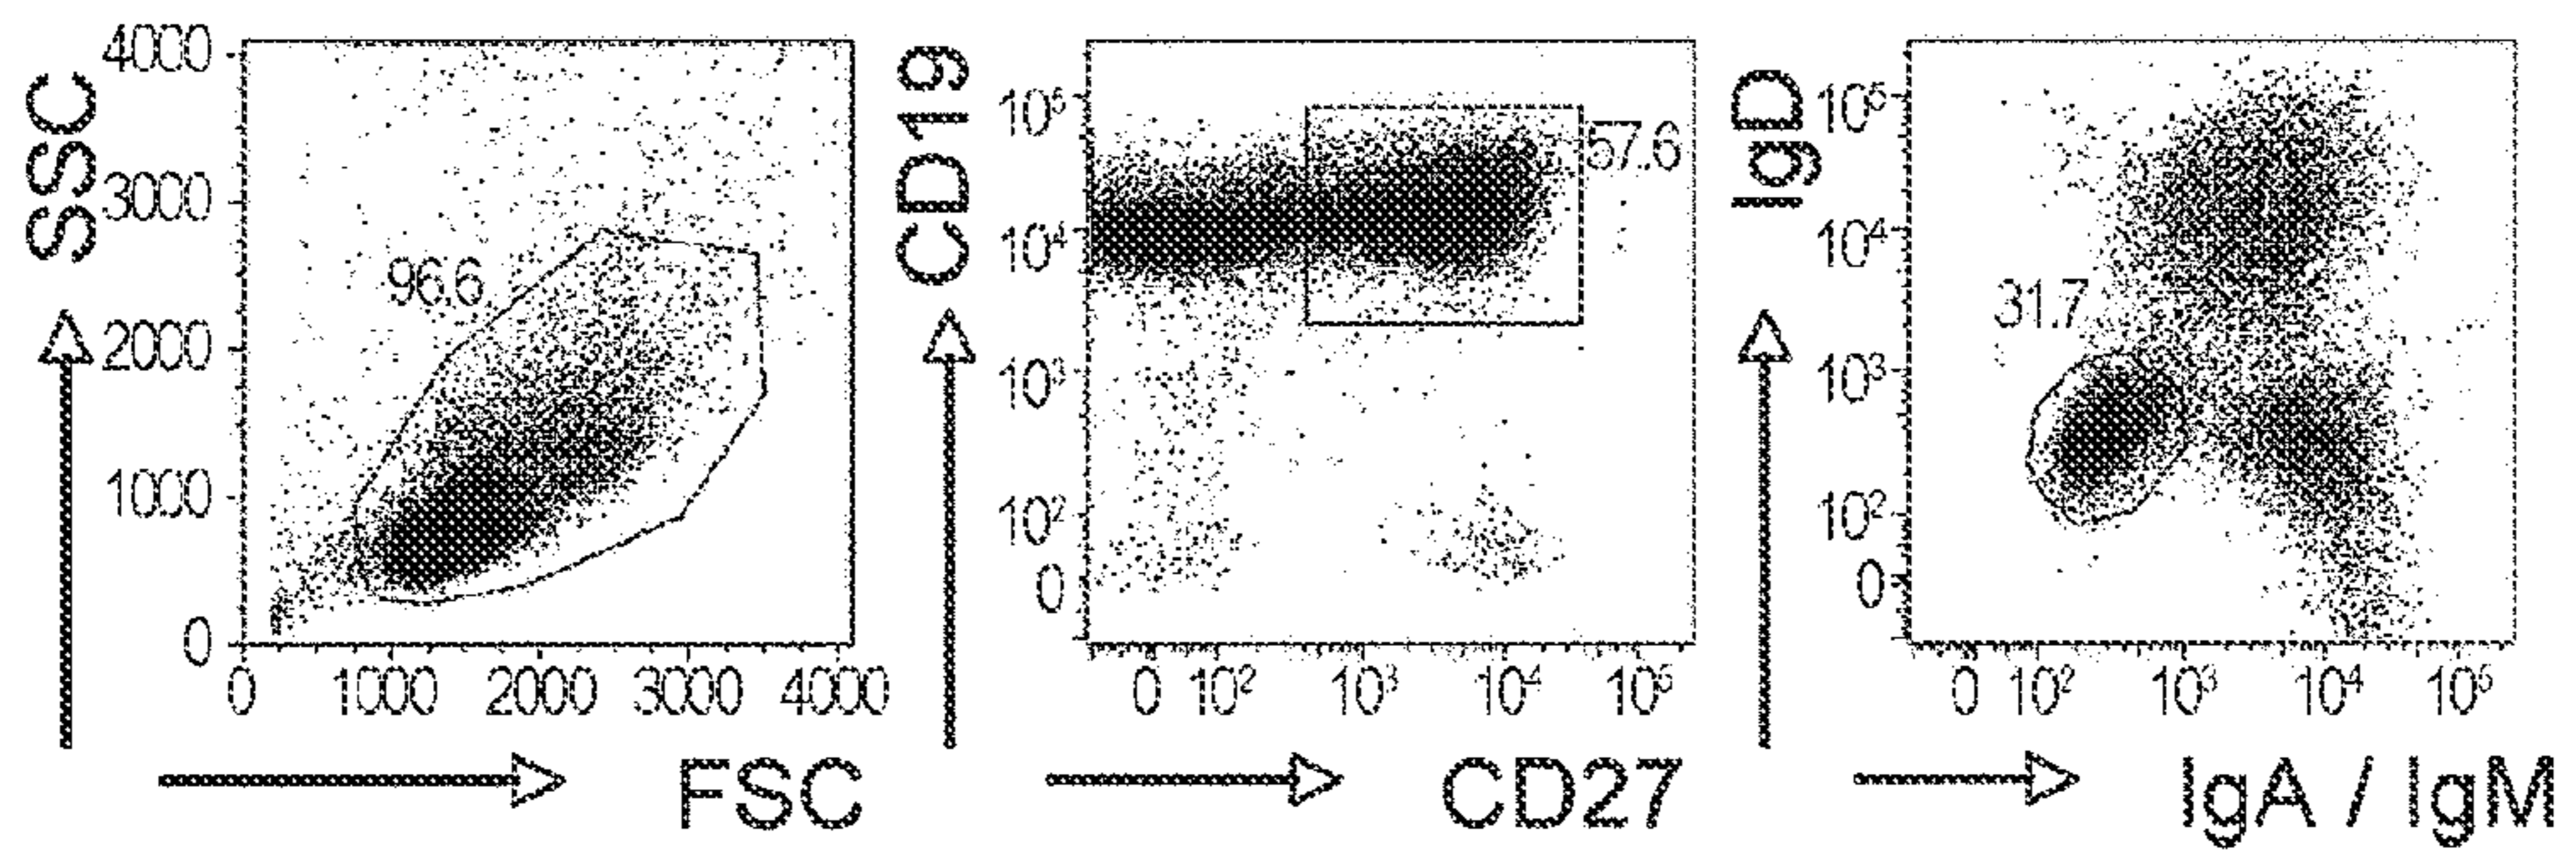 SSC
4000
3000
2000
1000
0
96.6
0 1000 2000 3000 4000
FSC
CD19
10⁵
10⁴
10³
10²
0
57.6
0 10² 10³ 10⁴ 10⁵
CD27
IgD
10⁵
10⁴
10³
10²
0
31.7
0 10² 10³ 10⁴ 10⁵
IgA / IgM